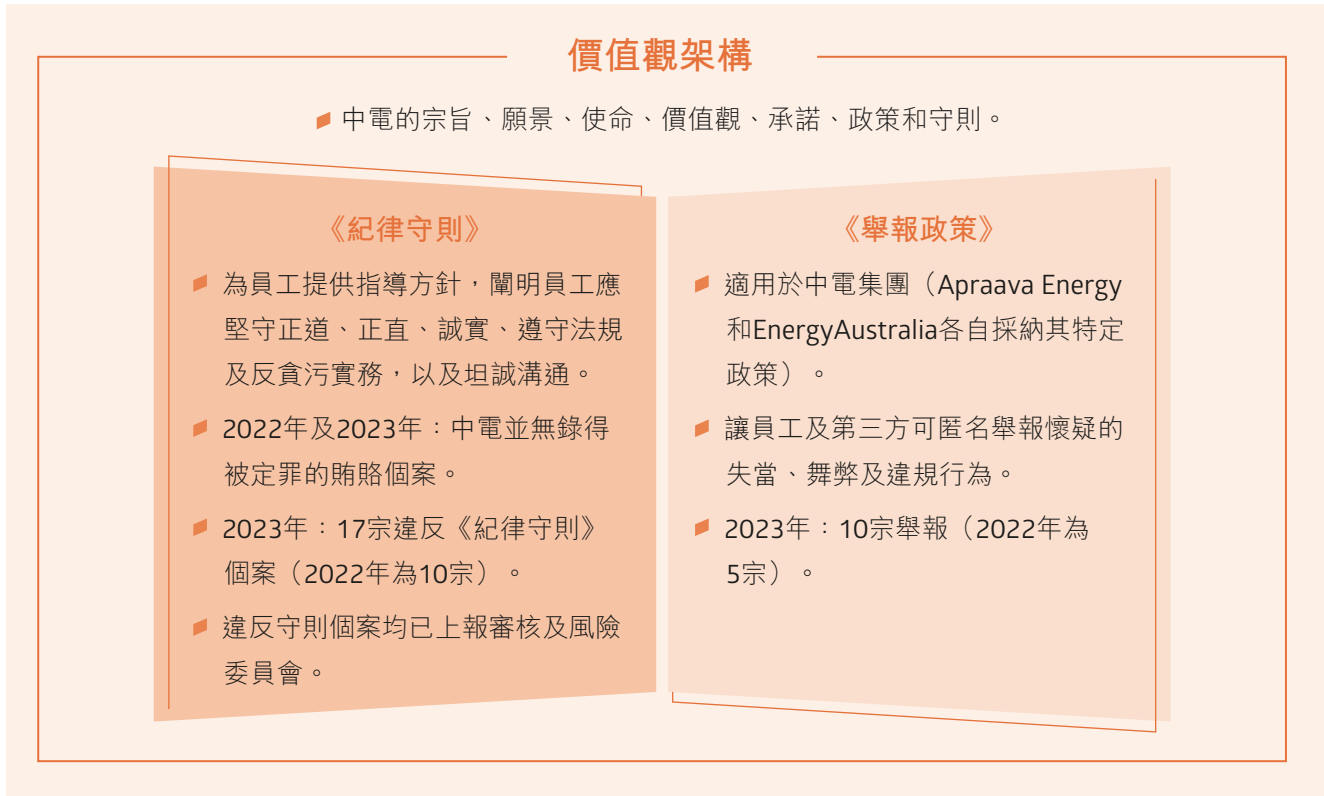 價值觀架構
中電的宗旨、願景、使命、價值觀、承諾、政策和守則。
《紀律守則》
為員工提供指導方針，闡明員工應
堅守正道、正直、誠實、遵守法規
及反貪污實務，以及坦誠溝通。
2022年及2023年：中電並無錄得
被定罪的賄賂個案。
2023年：17宗違反《紀律守則》
個案（2022年為10宗）。
違反守則個案均已上報審核及風險
委員會。
《舉報政策》
適用於中電集團（Apraava Energy
和EnergyAustralia各自採納其特定
政策）。
讓員工及第三方可匿名舉報懷疑的
失當、舞弊及違規行為。
2023年：10宗舉報（2022年為
5宗）。